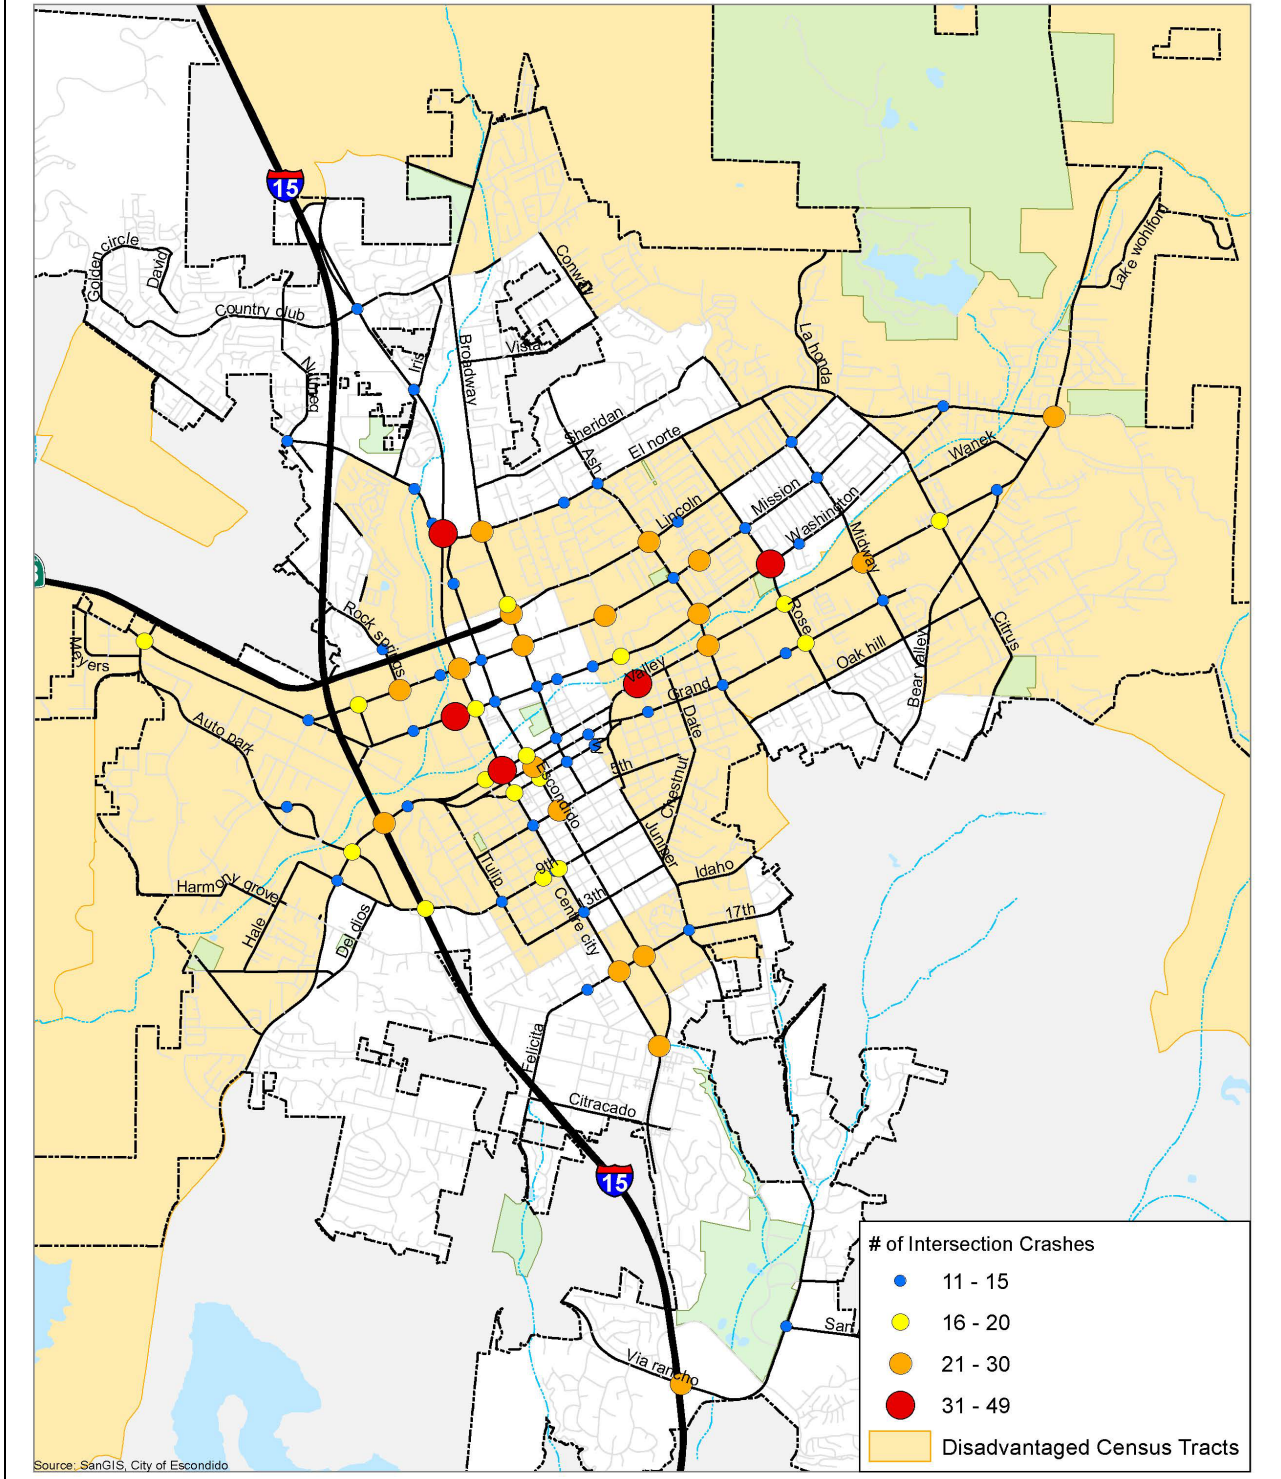 15
Golden circle
David
Country club
Nutmeg
Iris
Broadway
Vista
Conway
La honda
Lake wohlford
Sheridan
Ash
El norte
Wanek
Lincoln
Mission
Washington
Midway
Rock springs
Meyers
Rose
Citrus
Oak hill
Bear valley
Valley
Grand
Date
Auto park
Ivy
5th
Escondido
Chestnut
Juniper
Tulip
9th
Idaho
Harmony grove
13th
17th
Hale
Del dios
Centre city
Felicita
Citracado
15
San
Via rancho
# of Intersection Crashes
11 - 15
16 - 20
21 - 30
31 - 49
Disadvantaged Census Tracts
Source: SanGIS, City of Escondido